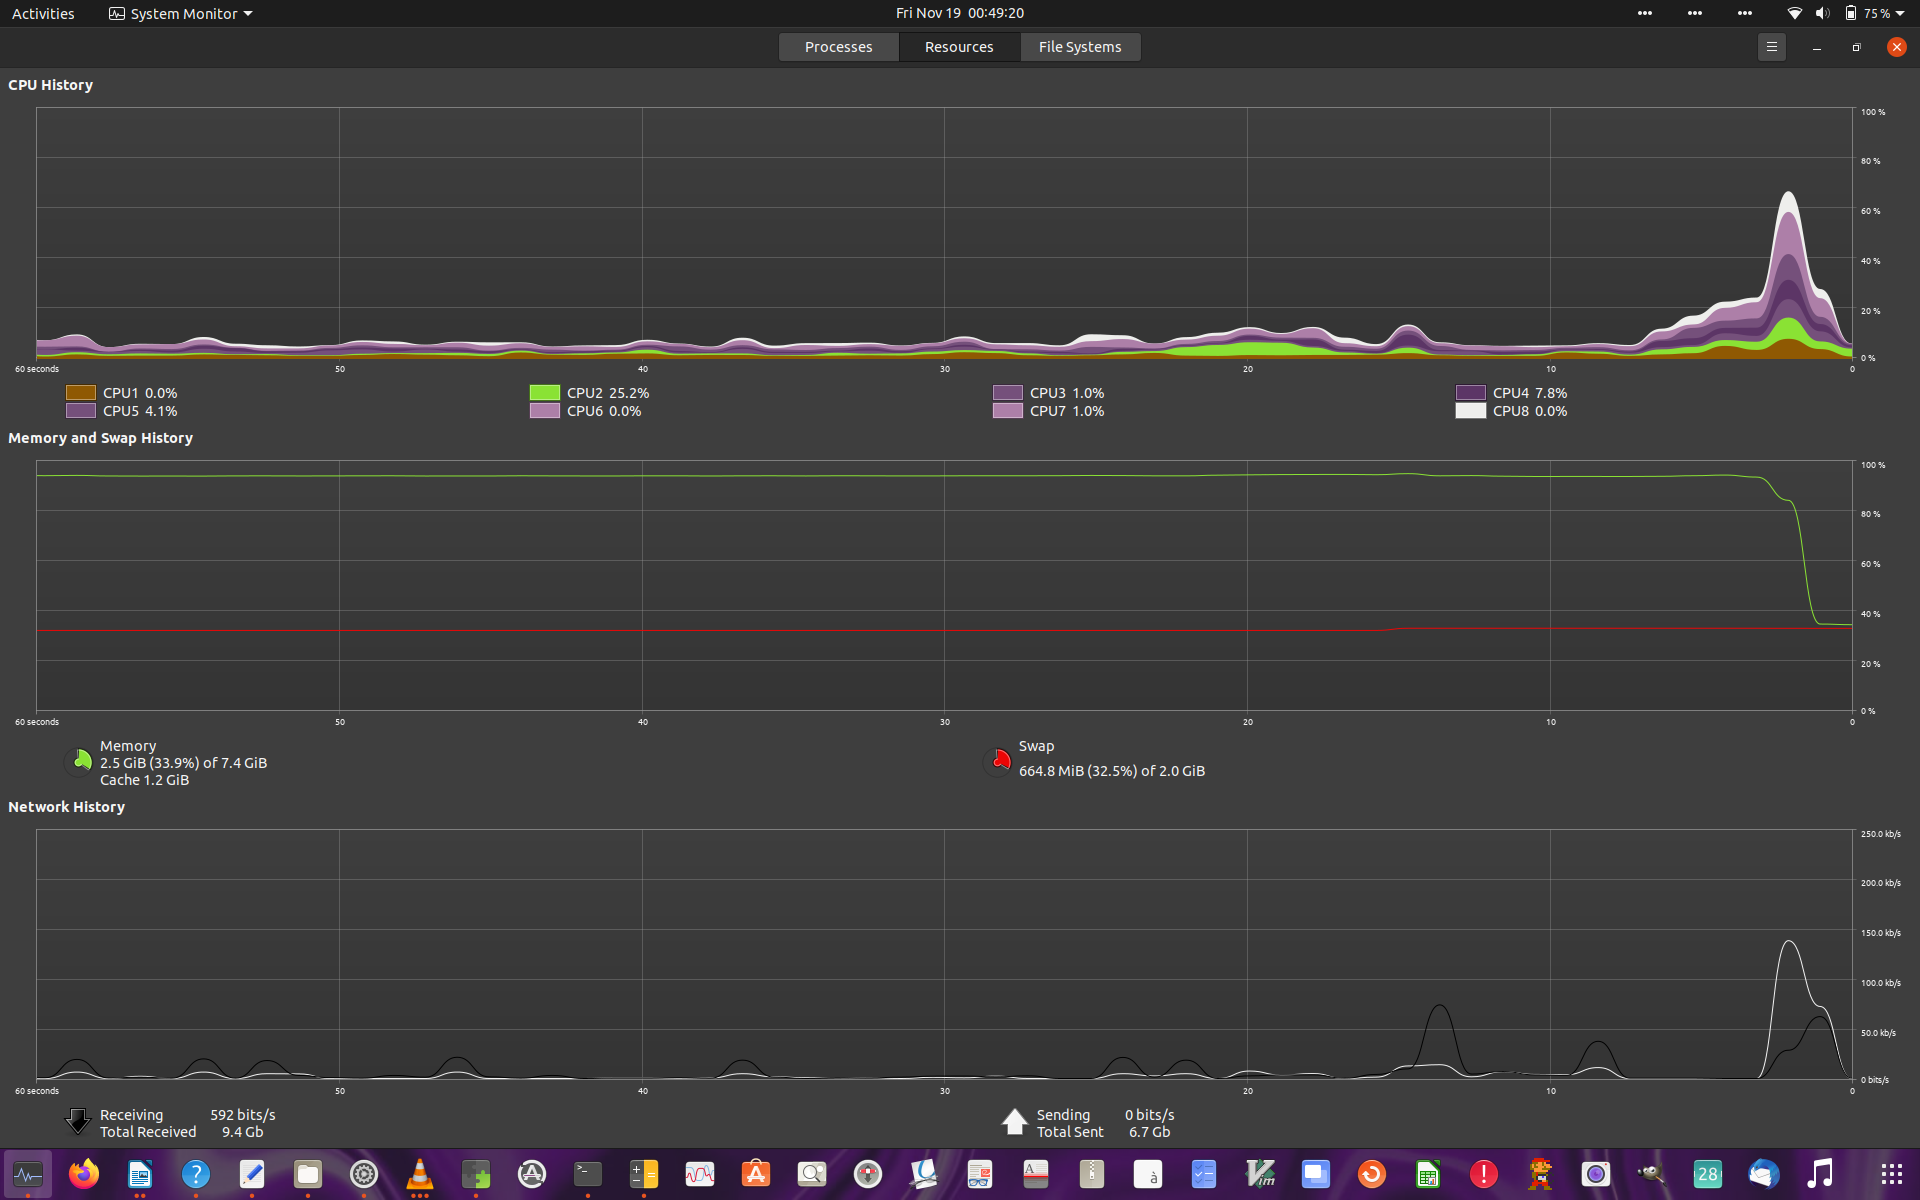 Activities System Monitor Fri Nov 19 00:49:20 75 %
Processes Resources File Systems
CPU History
100 %
80 %
60 %
40 %
20 %
0 %
60 seconds 50 40 30 20 10 0
CPU1 0.0% CPU2 25.2% CPU3 1.0% CPU4 7.8%
CPU5 4.1% CPU6 0.0% CPU7 1.0% CPU8 0.0%
Memory and Swap History
100 %
80 %
60 %
40 %
20 %
0 %
60 seconds 50 40 30 20 10 0
Memory
2.5 GiB (33.9%) of 7.4 GiB
Cache 1.2 GiB
Swap
664.8 MiB (32.5%) of 2.0 GiB
Network History
250.0 kb/s
200.0 kb/s
150.0 kb/s
100.0 kb/s
50.0 kb/s
0 bits/s
60 seconds 50 40 30 20 10 0
Receiving 592 bits/s Sending 0 bits/s
Total Received 9.4 Gb Total Sent 6.7 Gb
? >_ A à Vim ! 28